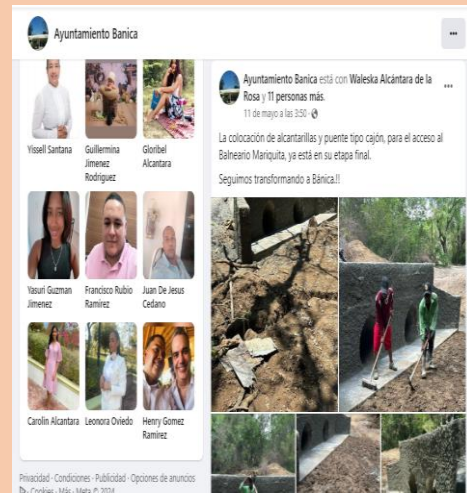 Ayuntamiento Banica
Yissell Santana
Guillermina
Jimenez
Rodriguez
Gloribel
Alcantara
Yasuri Guzman
Jimenez
Francisco Rubio
Ramirez
Juan De Jesus
Cedano
Carolin Alcantara
Leonora Oviedo
Henry Gomez
Ramirez
Privacidad · Condiciones · Publicidad · Opciones de anuncios
· Cookies · Más · Meta © 2024
Ayuntamiento Banica está con Waleska Alcántara de la
Rosa y 11 personas más.
11 de mayo a las 3:50 ·
La colocación de alcantarillas y puente tipo cajón, para el acceso al
Balneario Mariquita, ya está en su etapa final.
Seguimos transformando a Bánica.!!